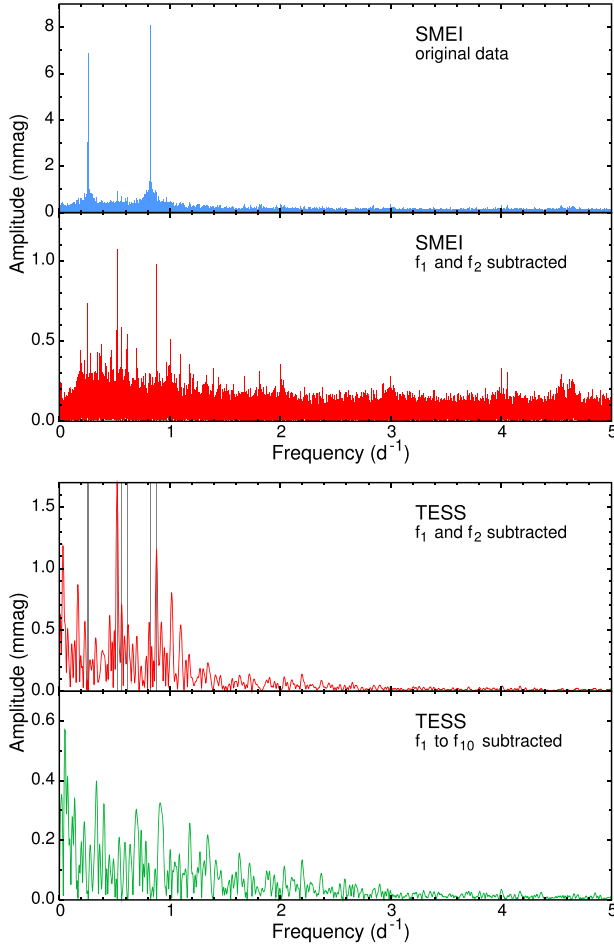 SMEI
original data
8
6
4
2
0
Amplitude (mmag)
SMEI
f1 and f2 subtracted
1.0
0.5
0.0
0 1 2 3 4 5
Frequency (d-1)
TESS
f1 and f2 subtracted
1.5
1.0
0.5
0.0
Amplitude (mmag)
TESS
f1 to f10 subtracted
0.6
0.4
0.2
0.0
0 1 2 3 4 5
Frequency (d-1)